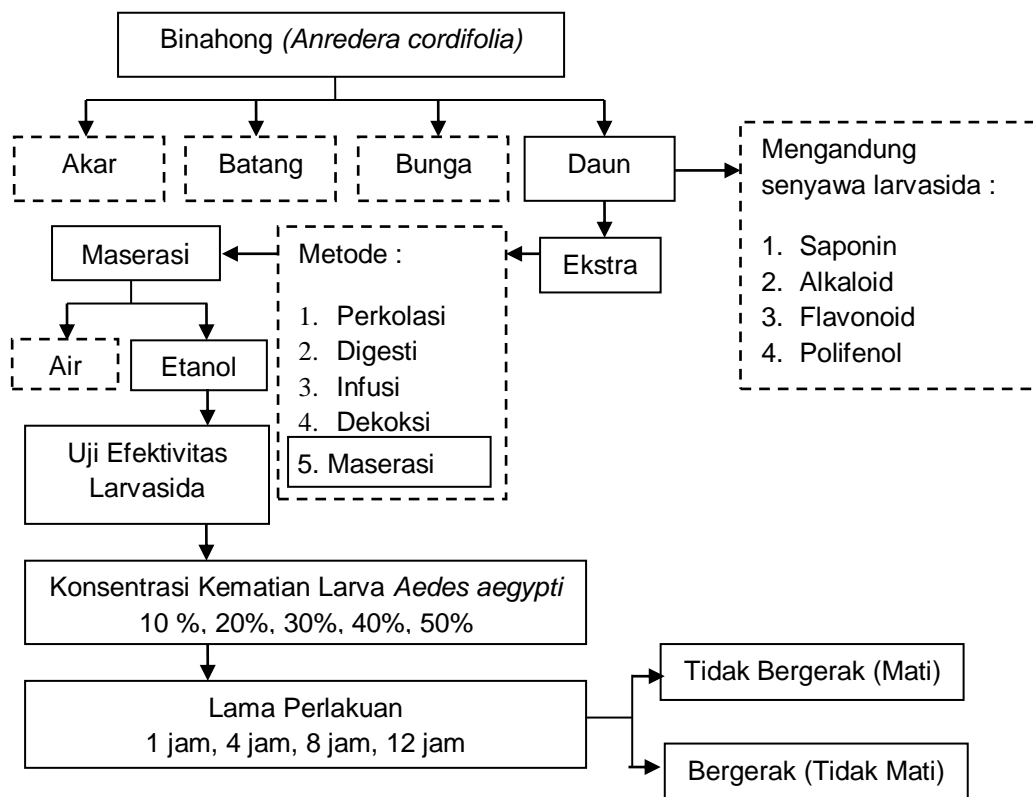 Binahong (Anredera cordifolia)
Akar
Batang
Bunga
Daun
Mengandung
senyawa larvasida :
1. Saponin
2. Alkaloid
3. Flavonoid
4. Polifenol
Ekstra
Metode :
1. Perkolasi
2. Digesti
3. Infusi
4. Dekoksi
5. Maserasi
Maserasi
Air
Etanol
Uji Efektivitas
Larvasida
Konsentrasi Kematian Larva Aedes aegypti
10 %, 20%, 30%, 40%, 50%
Lama Perlakuan
1 jam, 4 jam, 8 jam, 12 jam
Tidak Bergerak (Mati)
Bergerak (Tidak Mati)